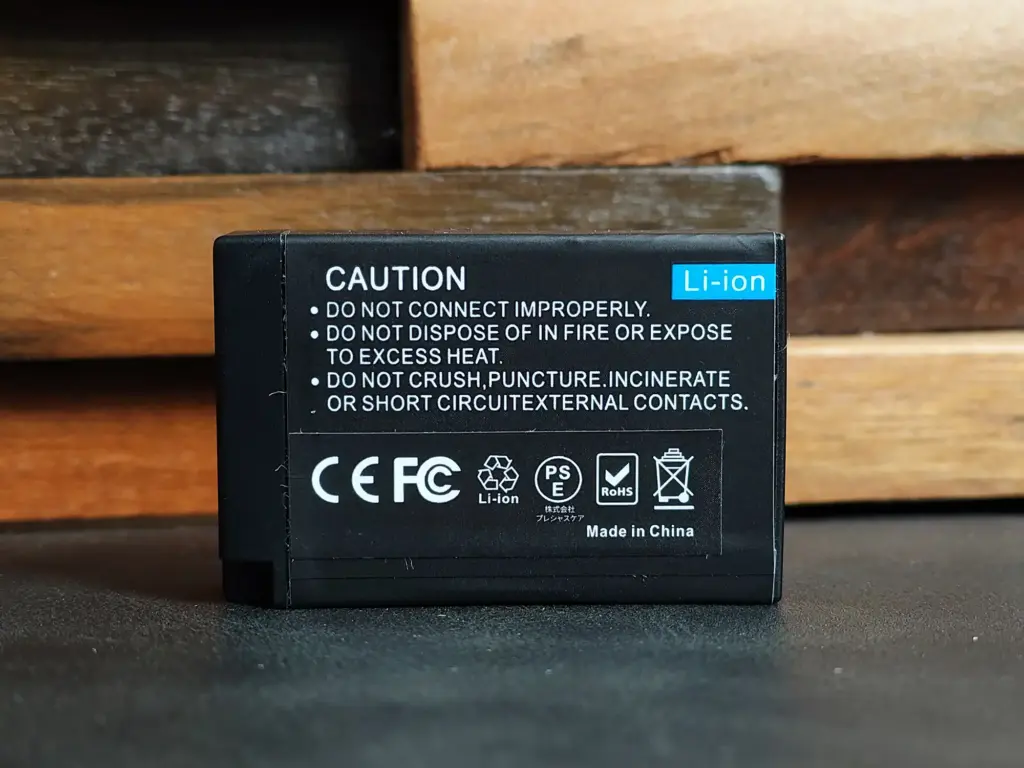 CAUTION
Li-ion
• DO NOT CONNECT IMPROPERLY.
• DO NOT DISPOSE OF IN FIRE OR EXPOSE
TO EXCESS HEAT.
• DO NOT CRUSH,PUNCTURE.INCINERATE
OR SHORT CIRCUITEXTERNAL CONTACTS.
CE FC
Li-ion
PS
E
株式会社
プレシャスケア
RoHS
Made in China